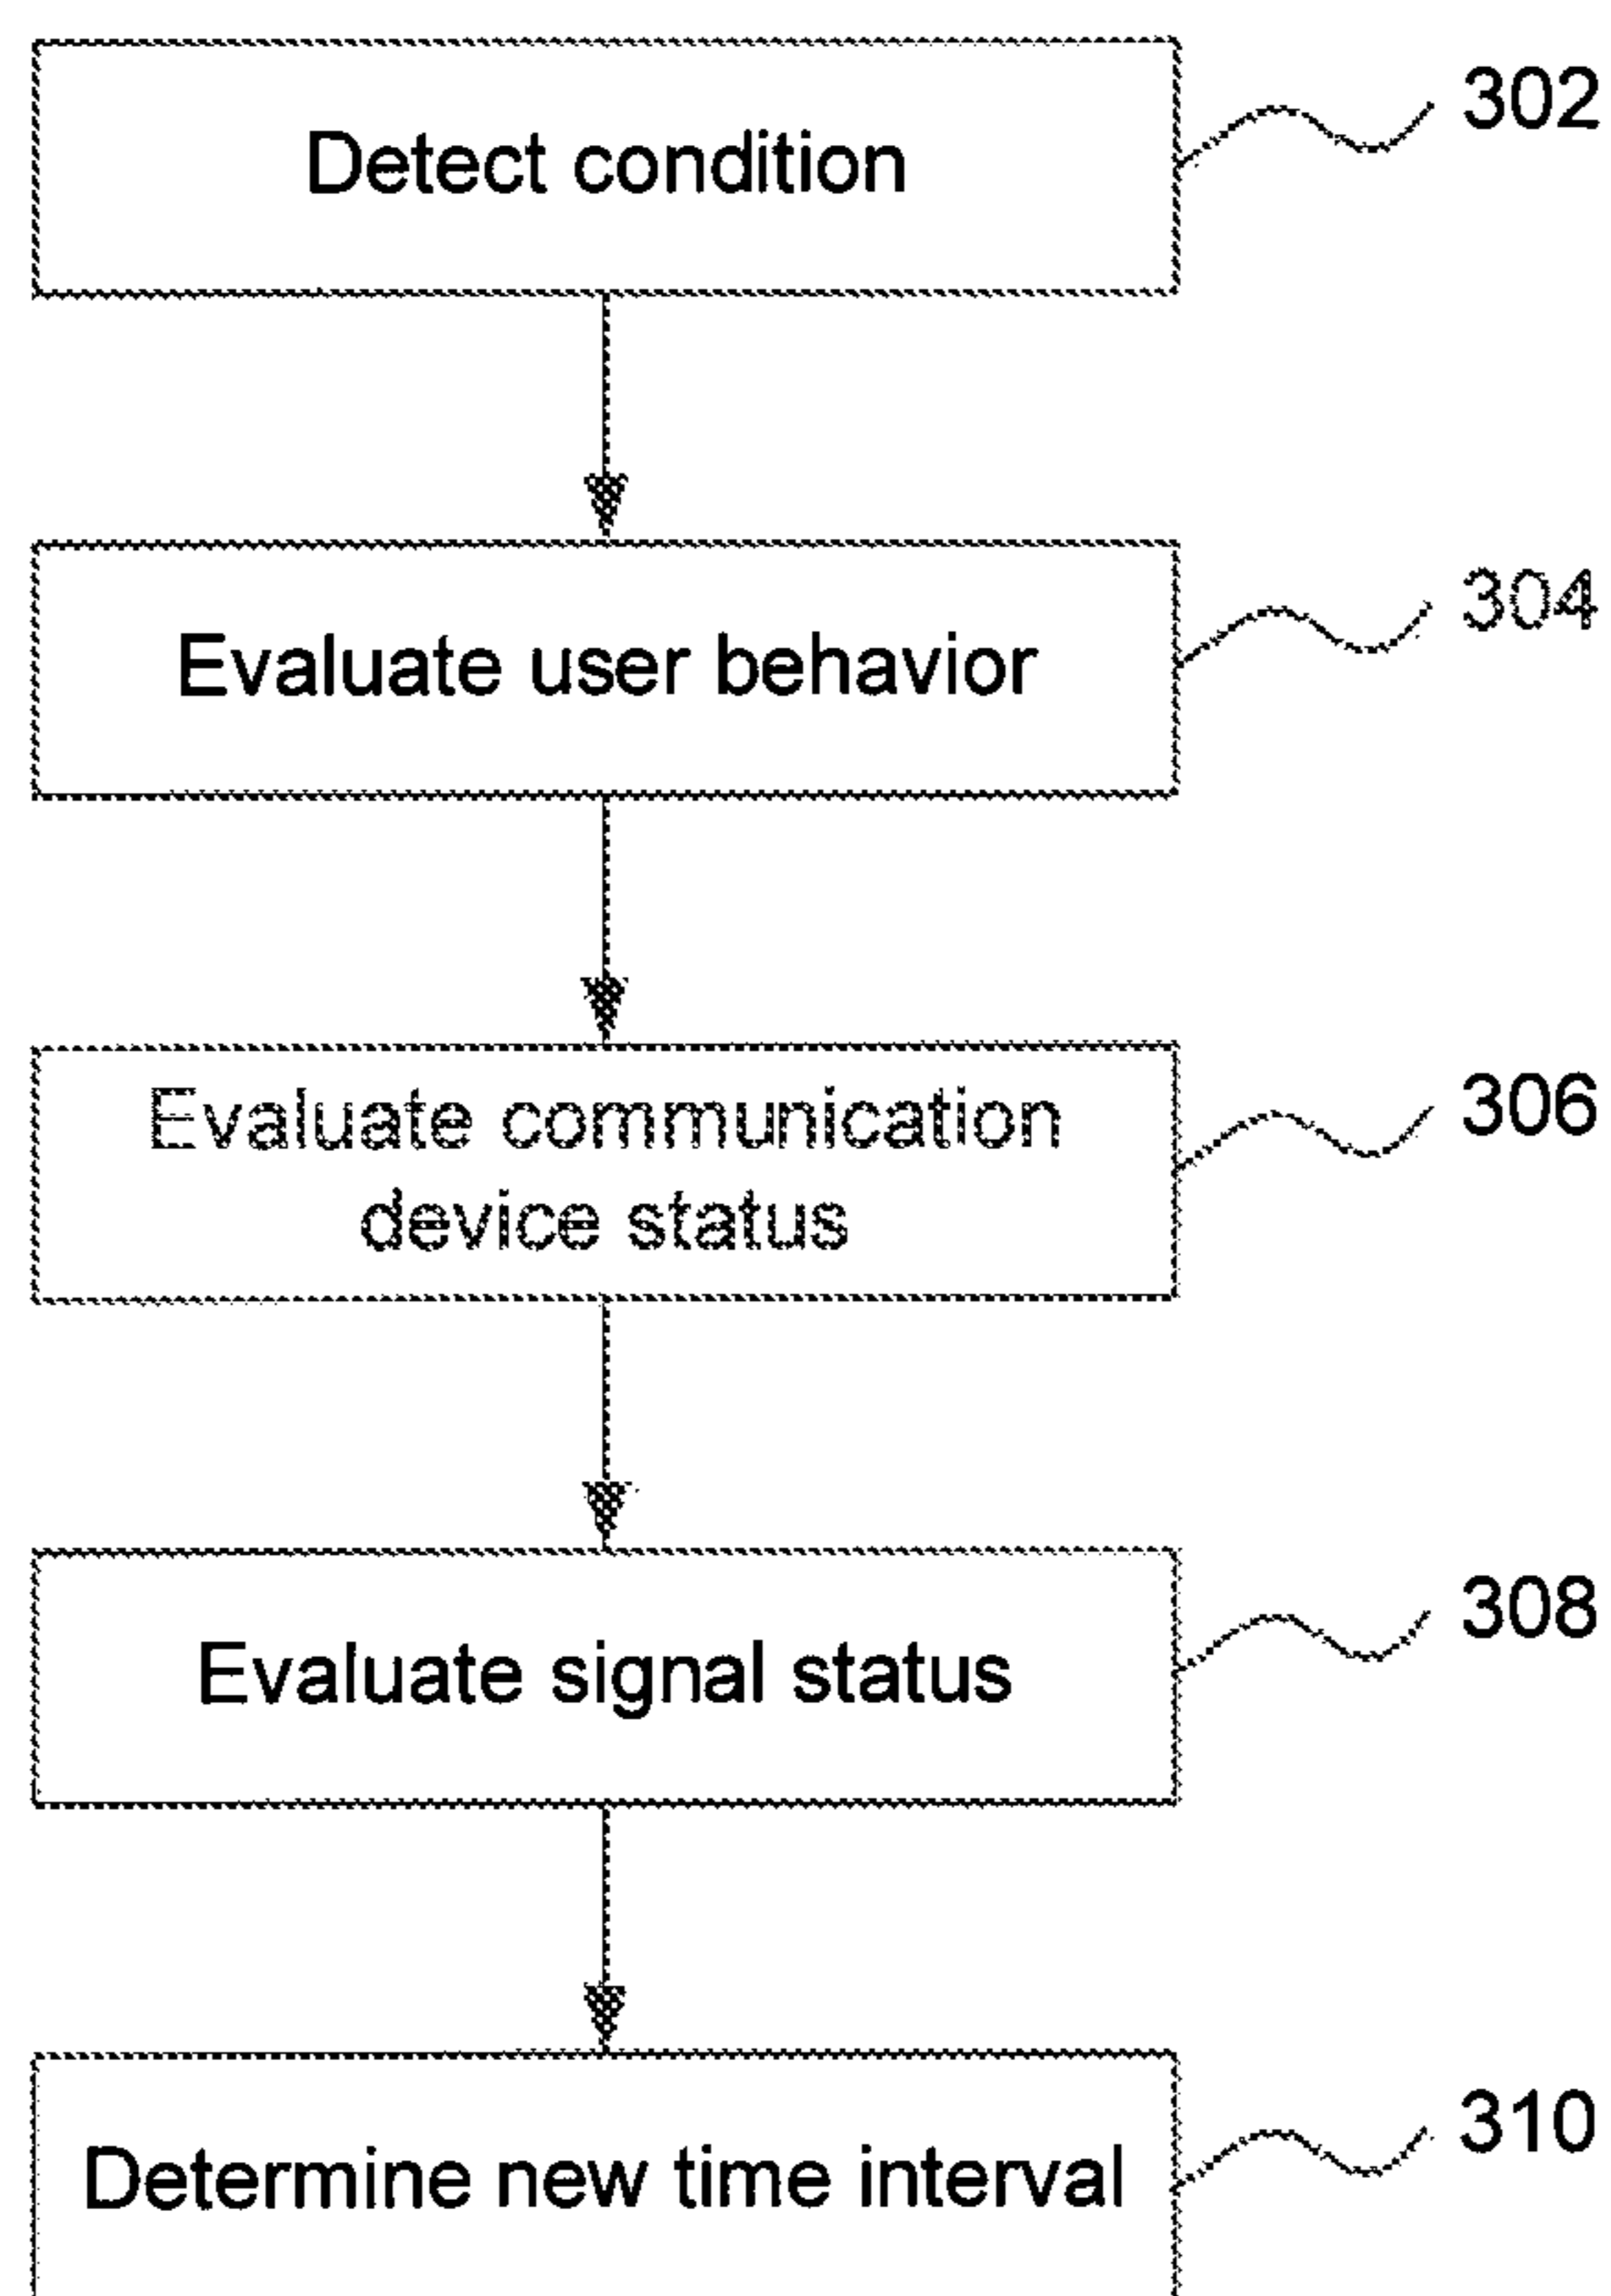 Detect condition
302
Evaluate user behavior
304
Evaluate communication
device status
306
Evaluate signal status
308
Determine new time interval
310